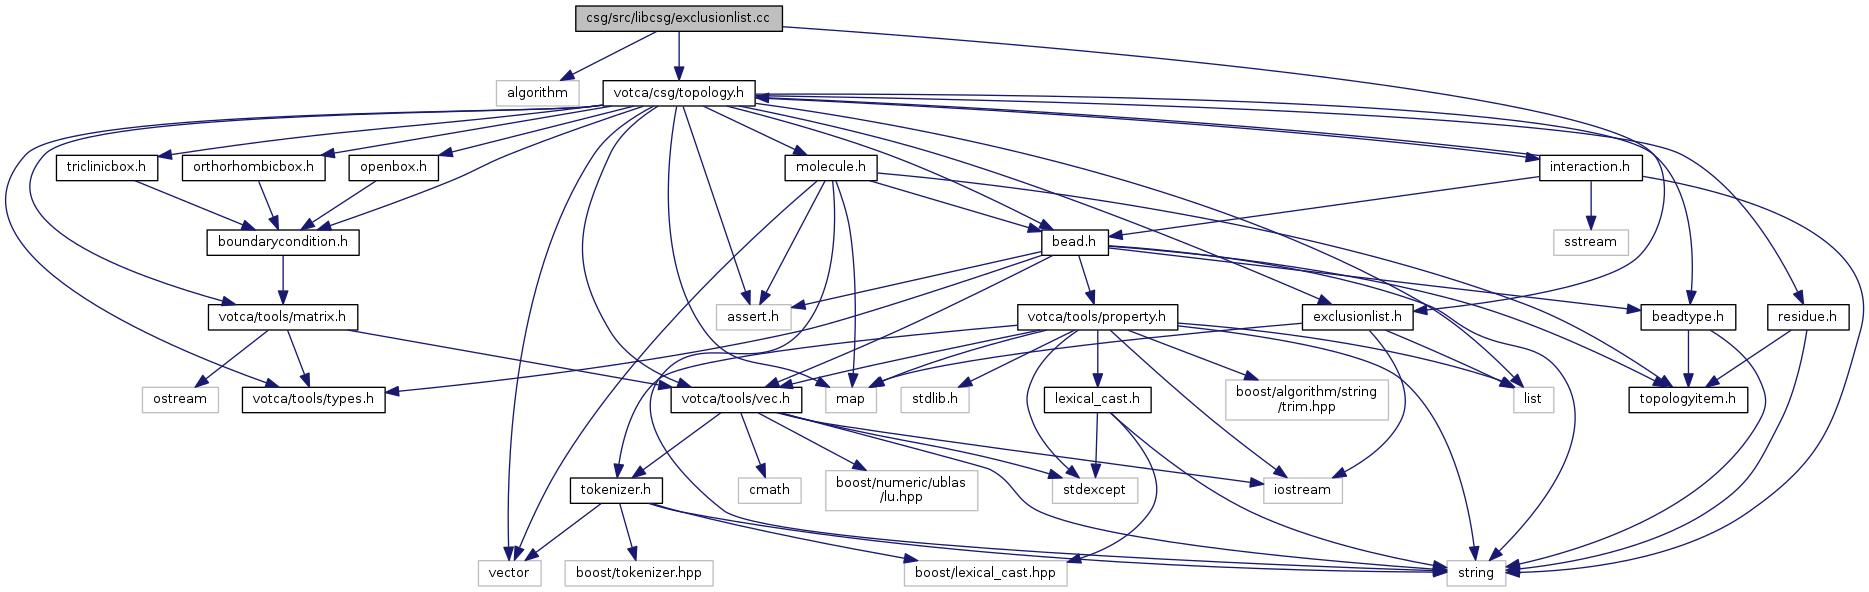 csg/src/libcsg/exclusionlist.cc
algorithm
votca/csg/topology.h
triclinicbox.h
orthorhombicbox.h
openbox.h
molecule.h
interaction.h
boundarycondition.h
bead.h
sstream
votca/tools/matrix.h
assert.h
votca/tools/property.h
exclusionlist.h
beadtype.h
residue.h
ostream
votca/tools/types.h
votca/tools/vec.h
map
stdlib.h
lexical_cast.h
boost/algorithm/string
/trim.hpp
list
topologyitem.h
tokenizer.h
cmath
boost/numeric/ublas
/lu.hpp
stdexcept
iostream
vector
boost/tokenizer.hpp
boost/lexical_cast.hpp
string